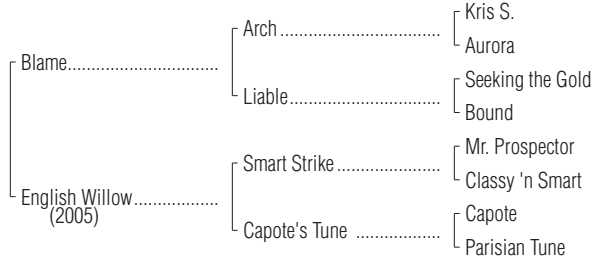 Kris S.
Arch
Aurora
Blame
Seeking the Gold
Liable
Bound
Mr. Prospector
Smart Strike
Classy 'n Smart
English Willow
(2005)
Capote
Capote's Tune
Parisian Tune